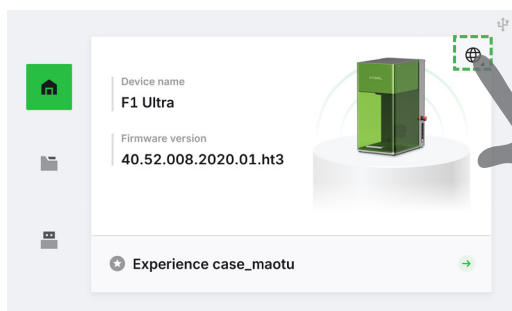 Device name
F1 Ultra
Firmware version
40.52.008.2020.01.ht3
Experience case_maotu